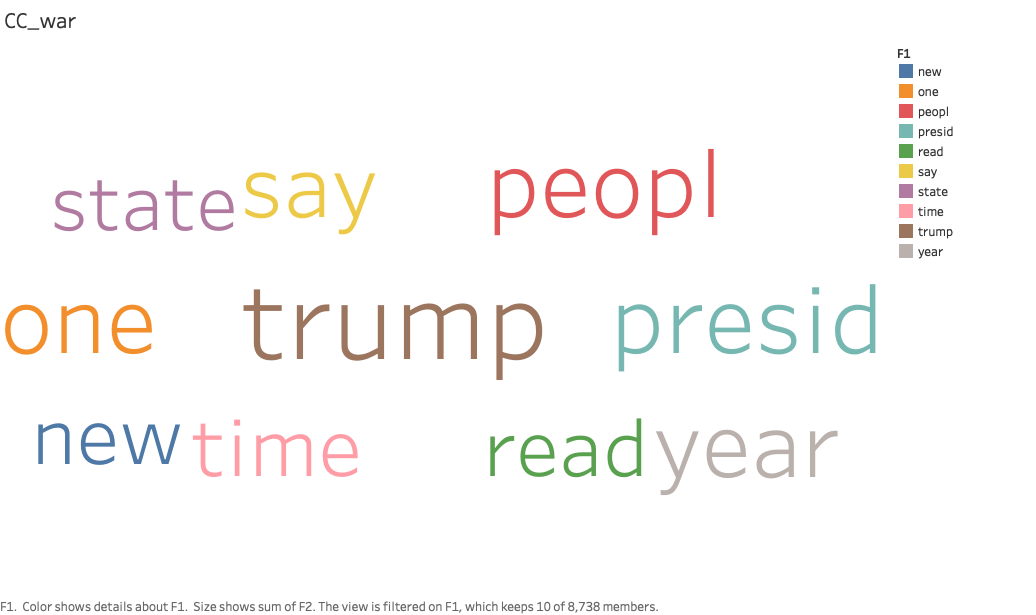 CC_war
F1
new
one
peopl
presid
read
say
state
time
trump
year
state say peopl
one trump presid
new time read year
F1. Color shows details about F1. Size shows sum of F2. The view is filtered on F1, which keeps 10 of 8,738 members.